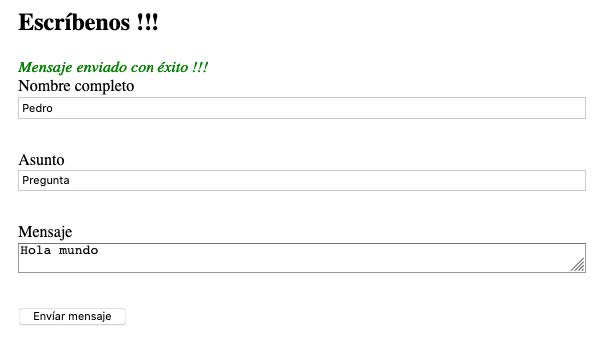 Escríbenos !!!
Mensaje enviado con éxito !!!
Nombre completo
Pedro
Asunto
Pregunta
Mensaje
Hola mundo
Envíar mensaje